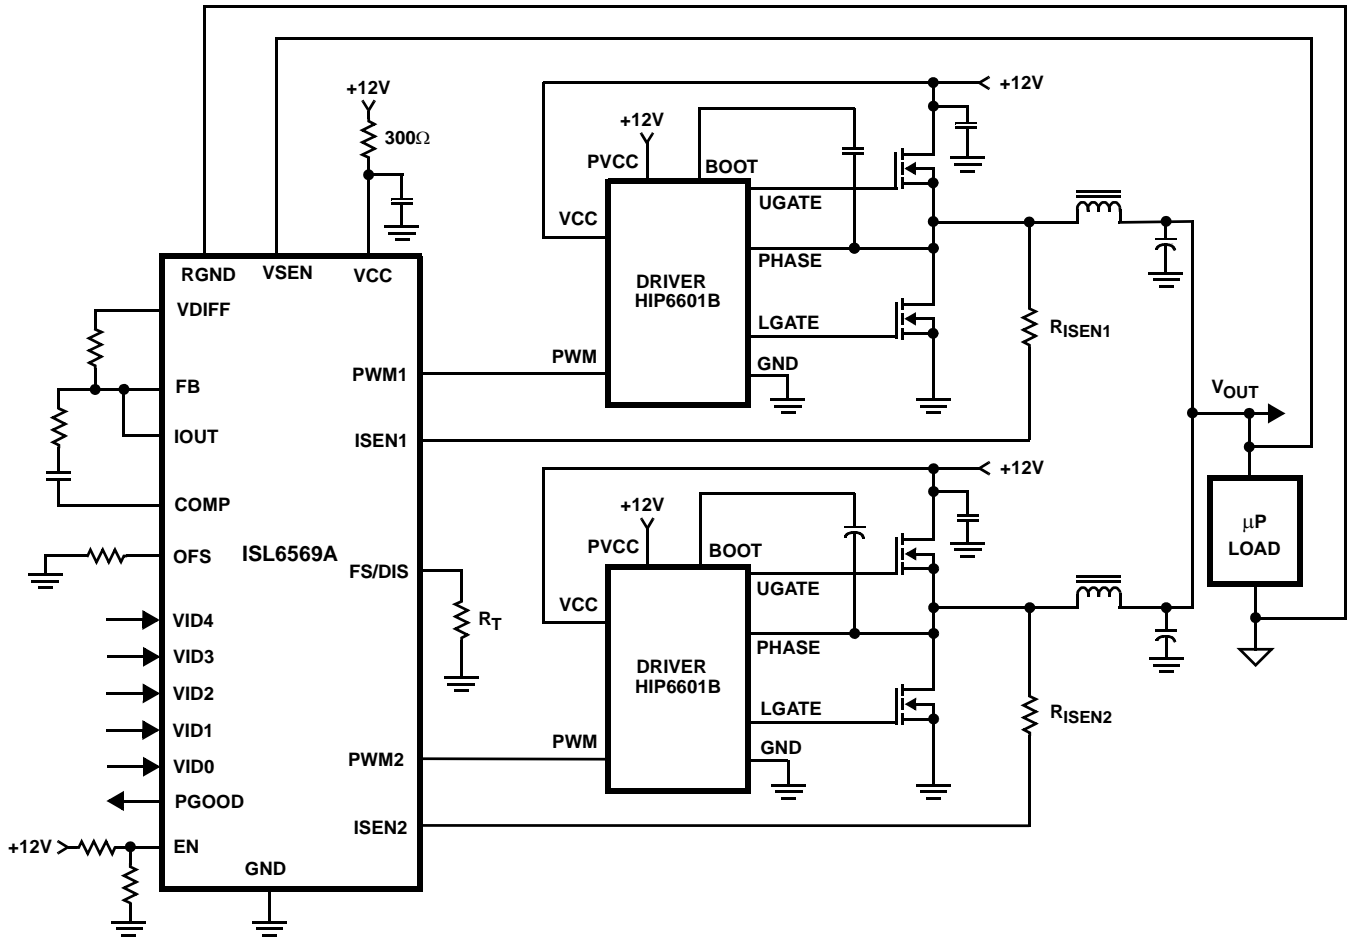 +12V
300Ω
+12V
+12V
PVCC
BOOT
UGATE
VCC
PHASE
DRIVER
HIP6601B
LGATE
PWM
GND
RISEN1
RGND
VSEN
VCC
VDIFF
FB
IOUT
COMP
OFS
ISL6569A
VID4
VID3
VID2
VID1
VID0
PGOOD
EN
+12V
GND
PWM1
ISEN1
FS/DIS
RT
PWM2
ISEN2
+12V
+12V
PVCC
BOOT
UGATE
VCC
PHASE
DRIVER
HIP6601B
LGATE
PWM
GND
RISEN2
VOUT
μP
LOAD